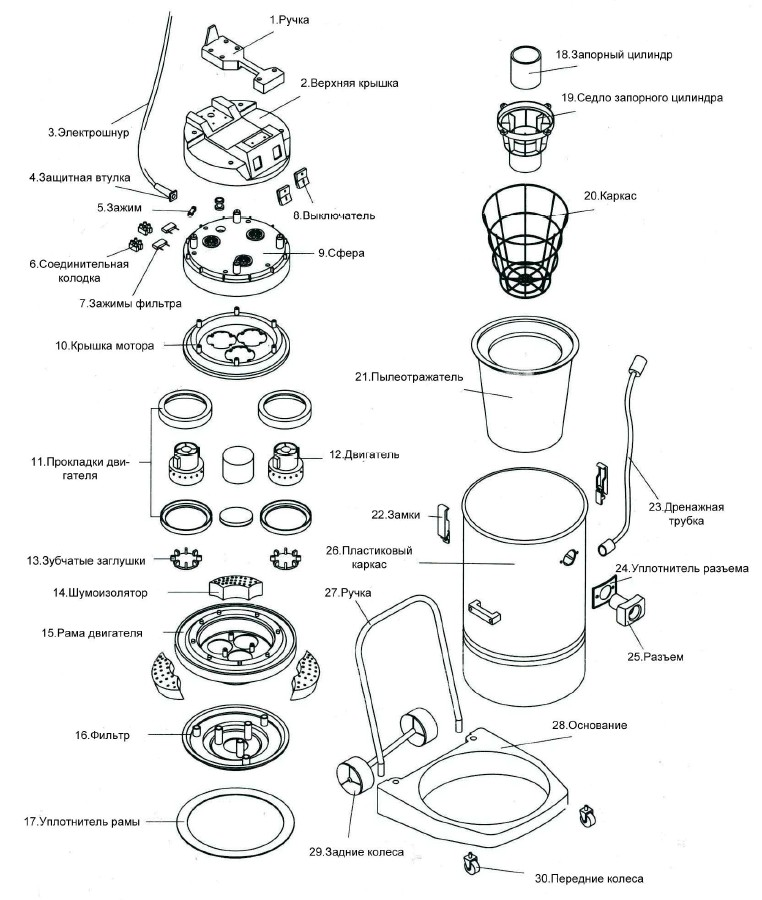 1.Ручка
2.Верхняя крышка
3.Электрошнур
4.Защитная втулка
5.Зажим
6.Соединительная
колодка
7.Зажимы фильтра
8.Выключатель
9.Сфера
10.Крышка мотора
11.Прокладки дви-
гателя
12.Двигатель
13.Зубчатые заглушки
14.Шумоизолятор
15.Рама двигателя
16.Фильтр
17.Уплотнитель рамы
18.Запорный цилиндр
19.Седло запорного цилиндра
20.Каркас
21.Пылеотражатель
22.Замки
23.Дренажная
трубка
24.Уплотнитель разъема
25.Разъем
26.Пластиковый
каркас
27.Ручка
28.Основание
29.Задние колеса
30.Передние колеса